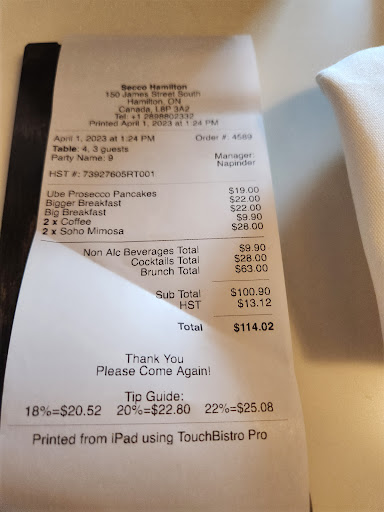 Secco Hamilton
150 James Street South
Hamilton, ON
Canada, L8P 3A2
Tel: +1 2898802332
Printed April 1, 2023 at 1:24 PM
April 1, 2023 at 1:24 PM Order #: 4569
Table: 4, 3 guests
Party Name: 9 Manager:
Napinder
HST #: 73927605RT001
Ube Prosecco Pancakes $19.00
Bigger Breakfast $22.00
Big Breakfast $22.00
2 x Coffee $9.90
2 x Soho Mimosa $28.00
Non Alc Beverages Total $9.90
Cocktails Total $28.00
Brunch Total $63.00
Sub Total $100.90
HST $13.12
Total $114.02
Thank You
Please Come Again!
Tip Guide:
18%=$20.52 20%=$22.80 22%=$25.08
Printed from iPad using TouchBistro Pro